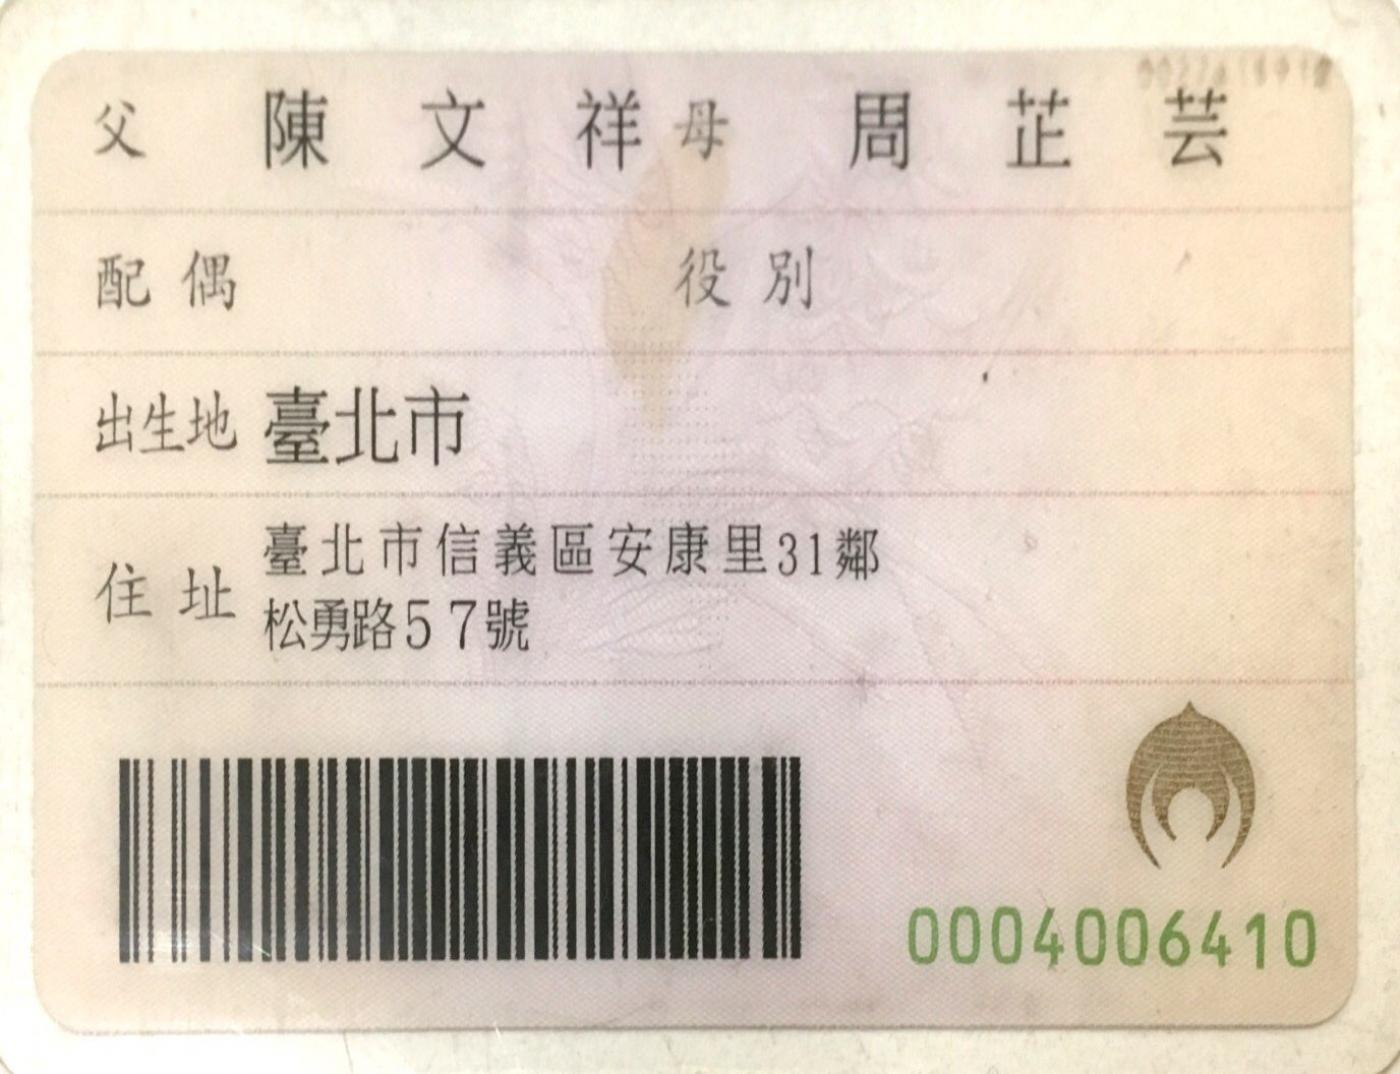 父 陳文祥 母 周芷芸
配偶 役別
出生地 臺北市
住址 臺北市信義區安康里31鄰
松勇路57號
0004006410